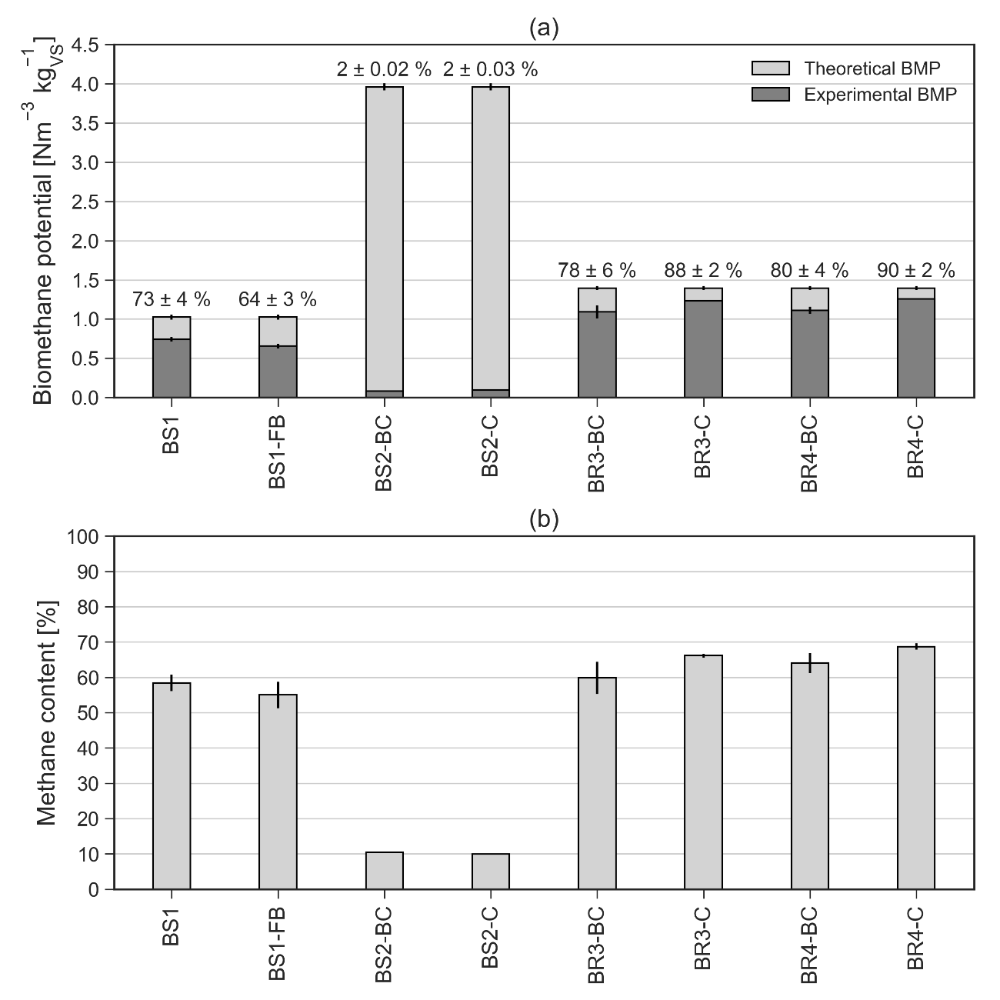 (a)
Biomethane potential [Nm⁻³ kg⁻¹VS]
4.5
4.0
3.5
3.0
2.5
2.0
1.5
1.0
0.5
0.0
Theoretical BMP
Experimental BMP
2 ± 0.02 % 2 ± 0.03 %
78 ± 6 % 88 ± 2 % 80 ± 4 % 90 ± 2 %
73 ± 4 % 64 ± 3 %
BS1
BS1-FB
BS2-BC
BS2-C
BR3-BC
BR3-C
BR4-BC
BR4-C
(b)
Methane content [%]
100
90
80
70
60
50
40
30
20
10
0
BS1
BS1-FB
BS2-BC
BS2-C
BR3-BC
BR3-C
BR4-BC
BR4-C